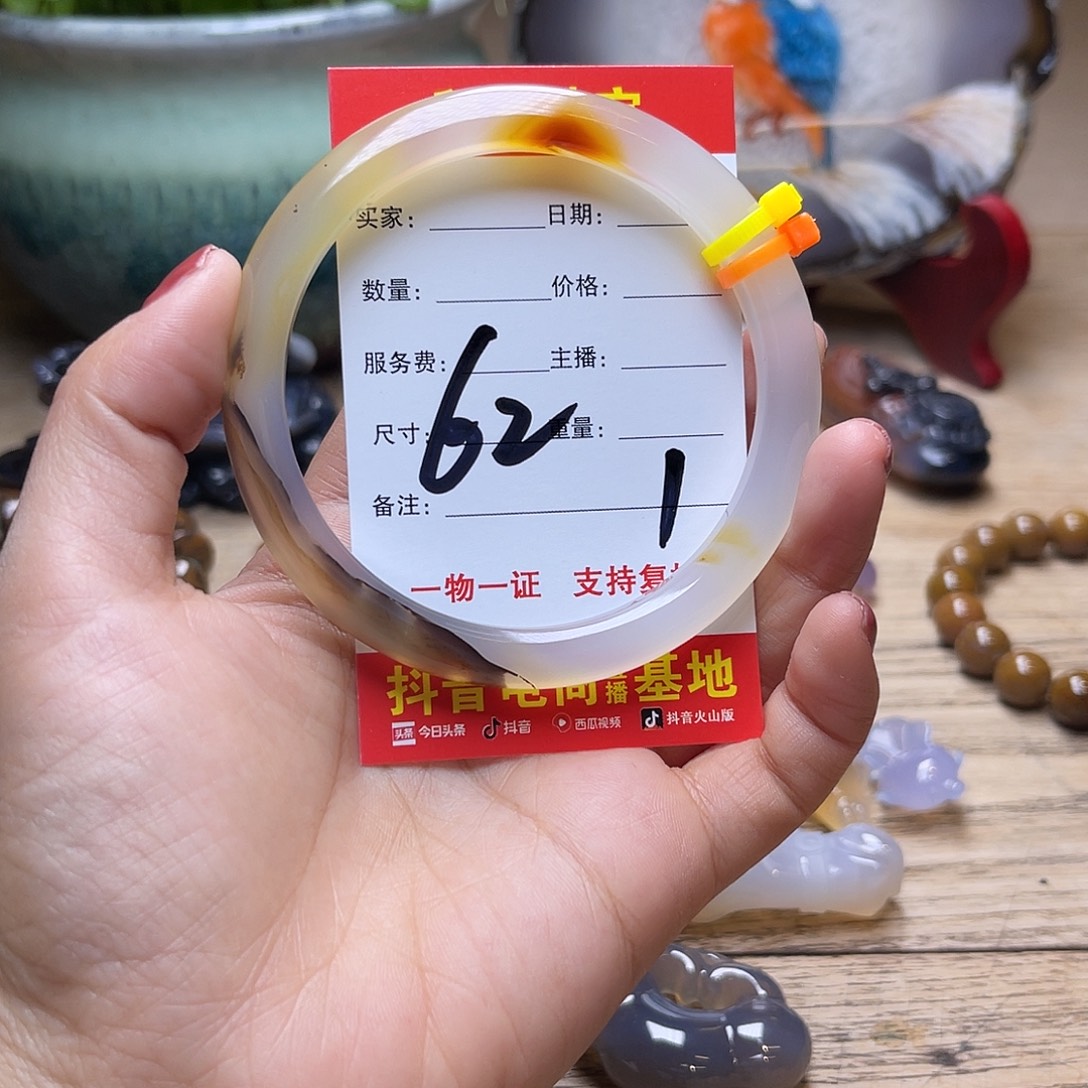 买家： 日期：
数量： 价格：
服务费： 主播：
尺寸： 重量：
62
备注：
1
一物一证 支持复
抖音电商直播基地
头条 今日头条 抖音 西瓜视频 抖音火山版